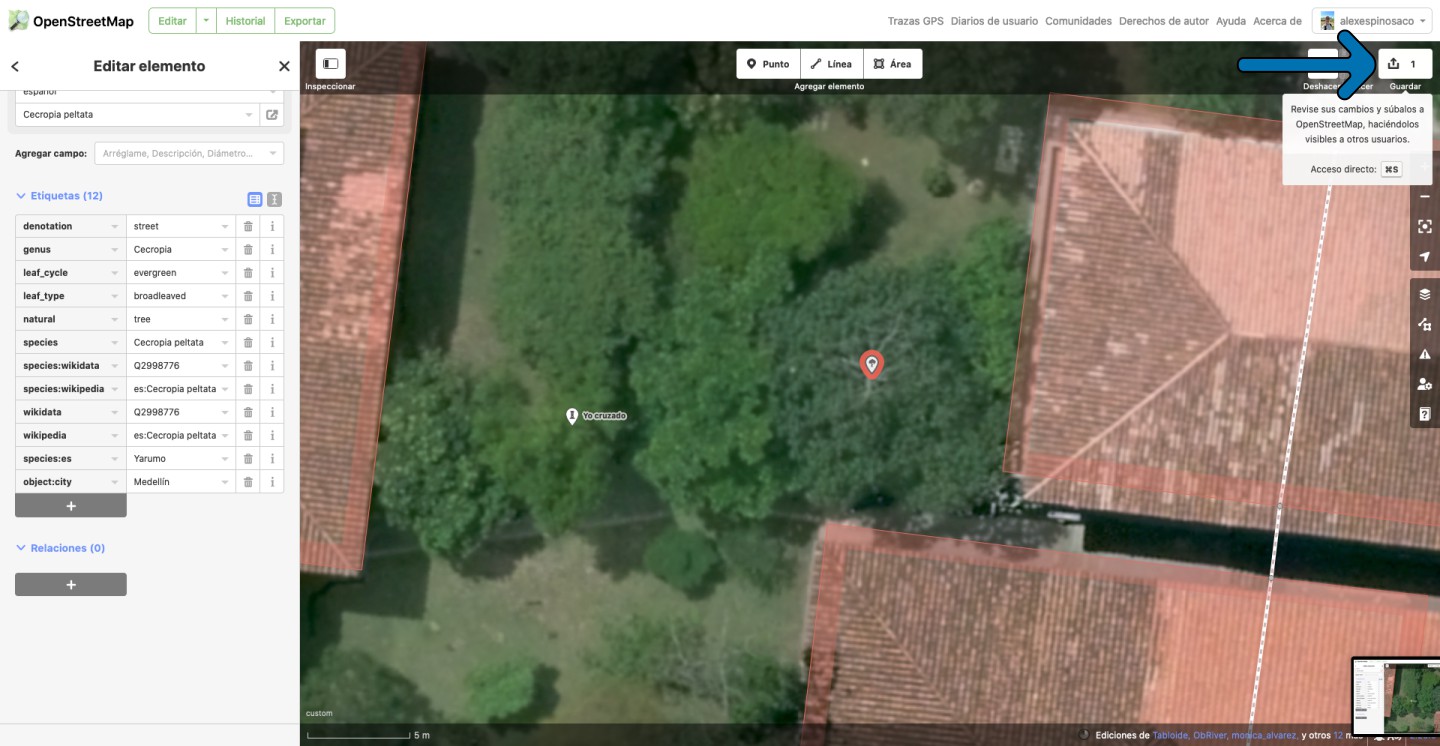 OpenStreetMap
Editar
Historial
Exportar
Trazas GPS Diarios de usuario Comunidades Derechos de autor Ayuda Acerca de
alexespinosaco
Editar elemento
español
Cecropia peltata
Agregar campo: Arréglame, Descripción, Diámetro...
Etiquetas (12)
denotation street
genus Cecropia
leaf_cycle evergreen
leaf_type broadleaved
natural tree
species Cecropia peltata
species:wikidata Q2998776
species:wikipedia es:Cecropia peltata
wikidata Q2998776
wikipedia es:Cecropia peltata
species:es Yarumo
object:city Medellín
+
Relaciones (0)
+
Inspeccionar
Punto
Línea
Área
Agregar elemento
1
Guardar
Revise sus cambios y súbalos a
OpenStreetMap, haciéndolos
visibles a otros usuarios.
Acceso directo: ⌘S
Yo cruzado
custom
5 m
Ediciones de Tabloide, ObRiver, monica_alvarez, y otros 12